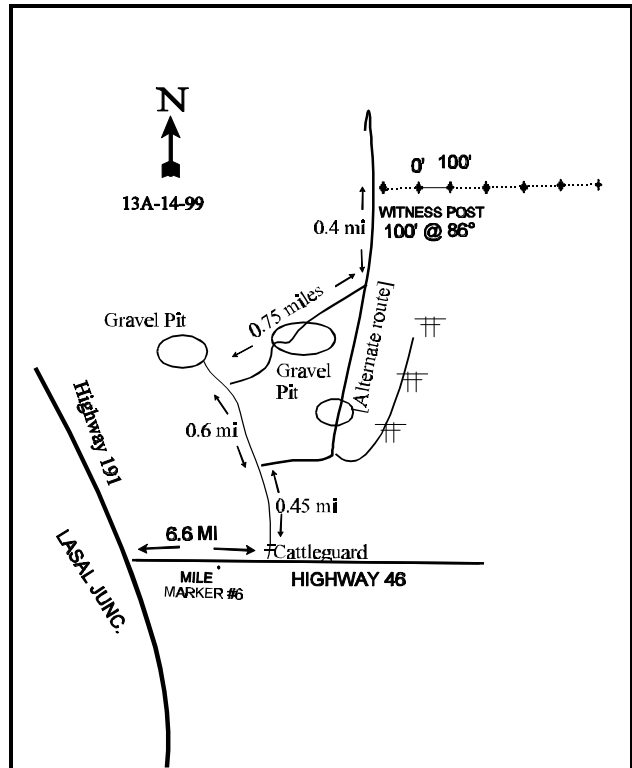 N
13A-14-99
0' 100'
WITNESS POST
100' @ 86°
0.4 mi
0.75 miles
Gravel Pit
Gravel
Pit
[Alternate route]
Highway 191
0.6 mi
0.45 mi
6.6 MI
Cattleguard
MILE
MARKER #6
HIGHWAY 46
LASAL JUNC.